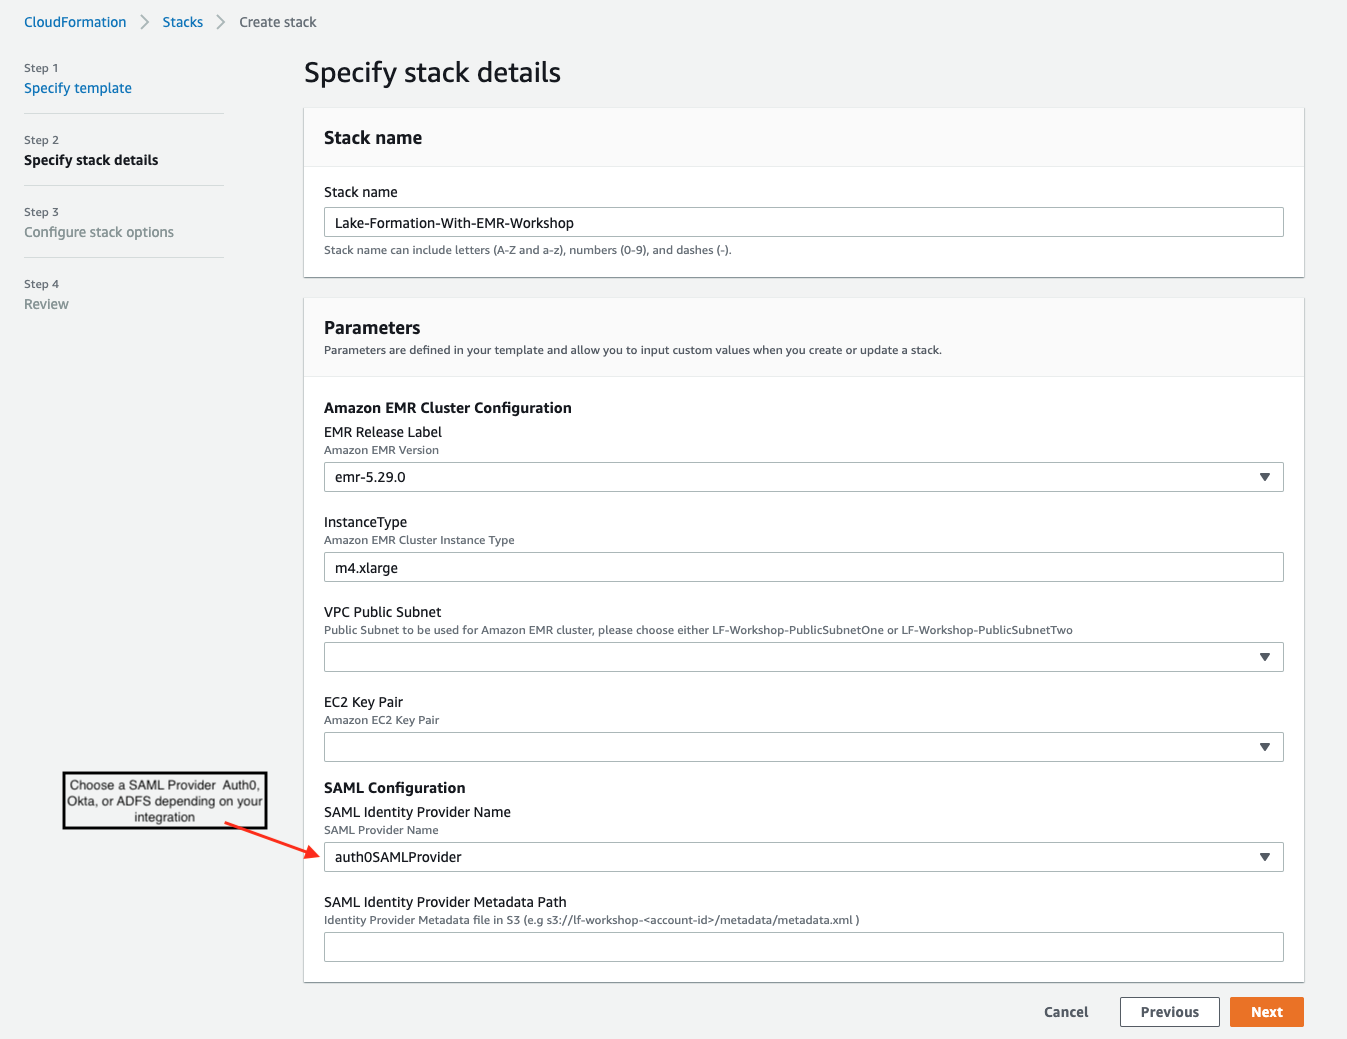 CloudFormation > Stacks > Create stack
Step 1
Specify template
Step 2
Specify stack details
Step 3
Configure stack options
Step 4
Review
Specify stack details
Stack name
Stack name
Lake-Formation-With-EMR-Workshop
Stack name can include letters (A-Z and a-z), numbers (0-9), and dashes (-).
Parameters
Parameters are defined in your template and allow you to input custom values when you create or update a stack.
Amazon EMR Cluster Configuration
EMR Release Label
Amazon EMR Version
emr-5.29.0
InstanceType
Amazon EMR Cluster Instance Type
m4.xlarge
VPC Public Subnet
Public Subnet to be used for Amazon EMR cluster, please choose either LF-Workshop-PublicSubnetOne or LF-Workshop-PublicSubnetTwo
EC2 Key Pair
Amazon EC2 Key Pair
Choose a SAML Provider Auth0,
Okta, or ADFS depending on your
integration
SAML Configuration
SAML Identity Provider Name
SAML Provider Name
auth0SAMLProvider
SAML Identity Provider Metadata Path
Identity Provider Metadata file in S3 (e.g s3://lf-workshop-<account-id>/metadata/metadata.xml )
Cancel
Previous
Next